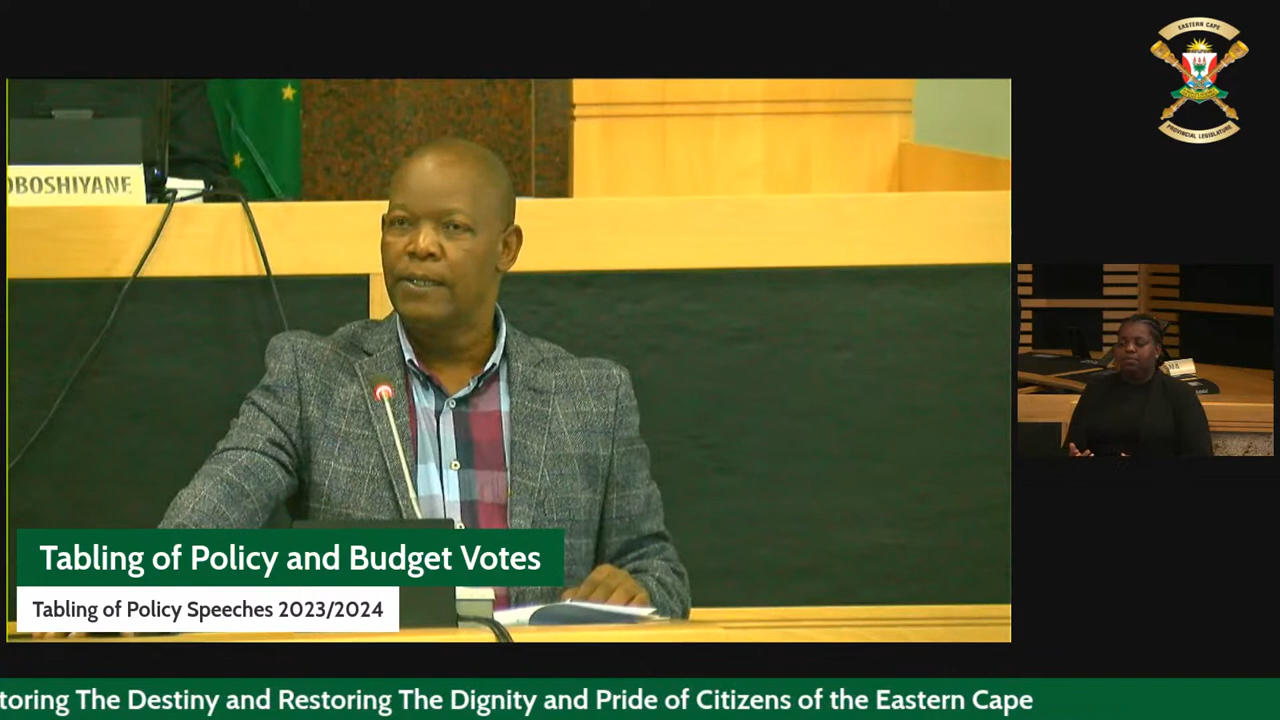 EASTERN CAPE
PROVINCIAL LEGISLATURE
OBOSHIYANE
Tabling of Policy and Budget Votes
Tabling of Policy Speeches 2023/2024
toring The Destiny and Restoring The Dignity and Pride of Citizens of the Eastern Cape